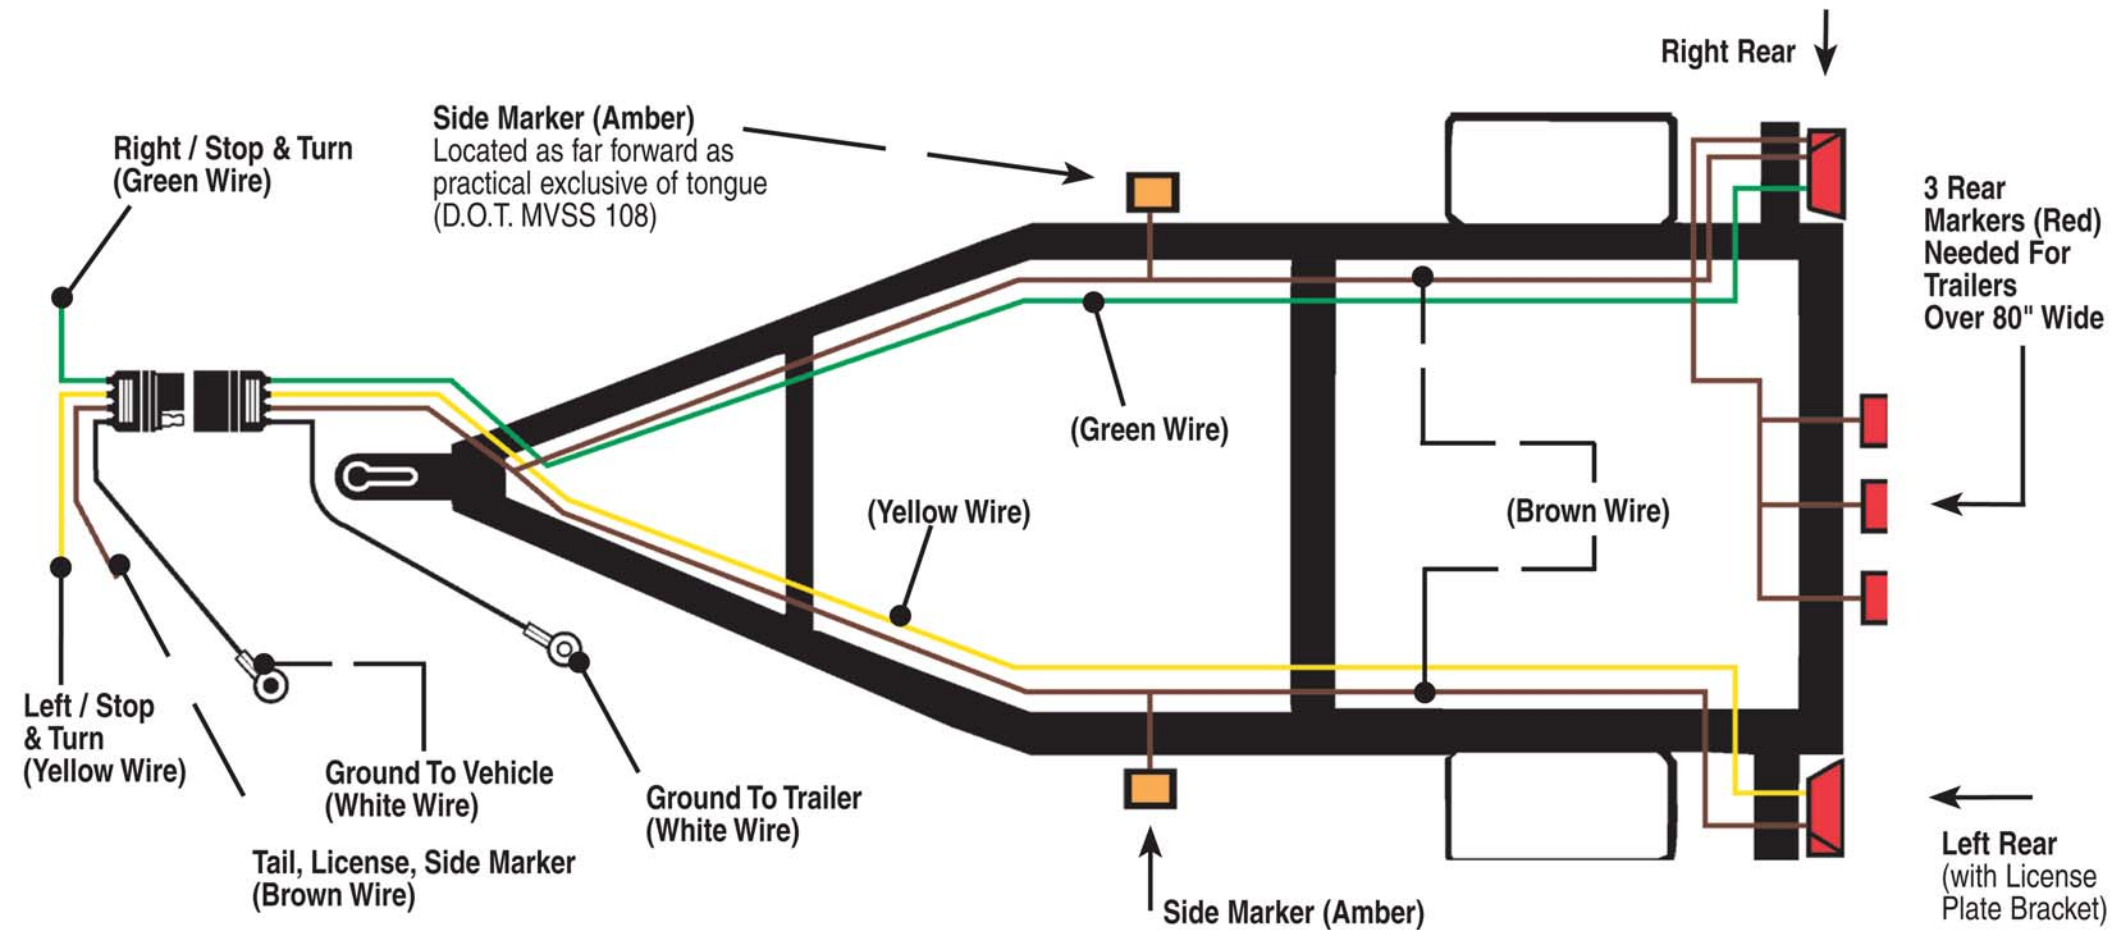 Right Rear
Side Marker (Amber)
Located as far forward as
practical exclusive of tongue
(D.O.T. MVSS 108)
Right / Stop & Turn
(Green Wire)
3 Rear
Markers (Red)
Needed For
Trailers
Over 80" Wide
(Green Wire)
(Yellow Wire)
(Brown Wire)
Left / Stop
& Turn
(Yellow Wire)
Ground To Vehicle
(White Wire)
Ground To Trailer
(White Wire)
Tail, License, Side Marker
(Brown Wire)
Side Marker (Amber)
Left Rear
(with License
Plate Bracket)